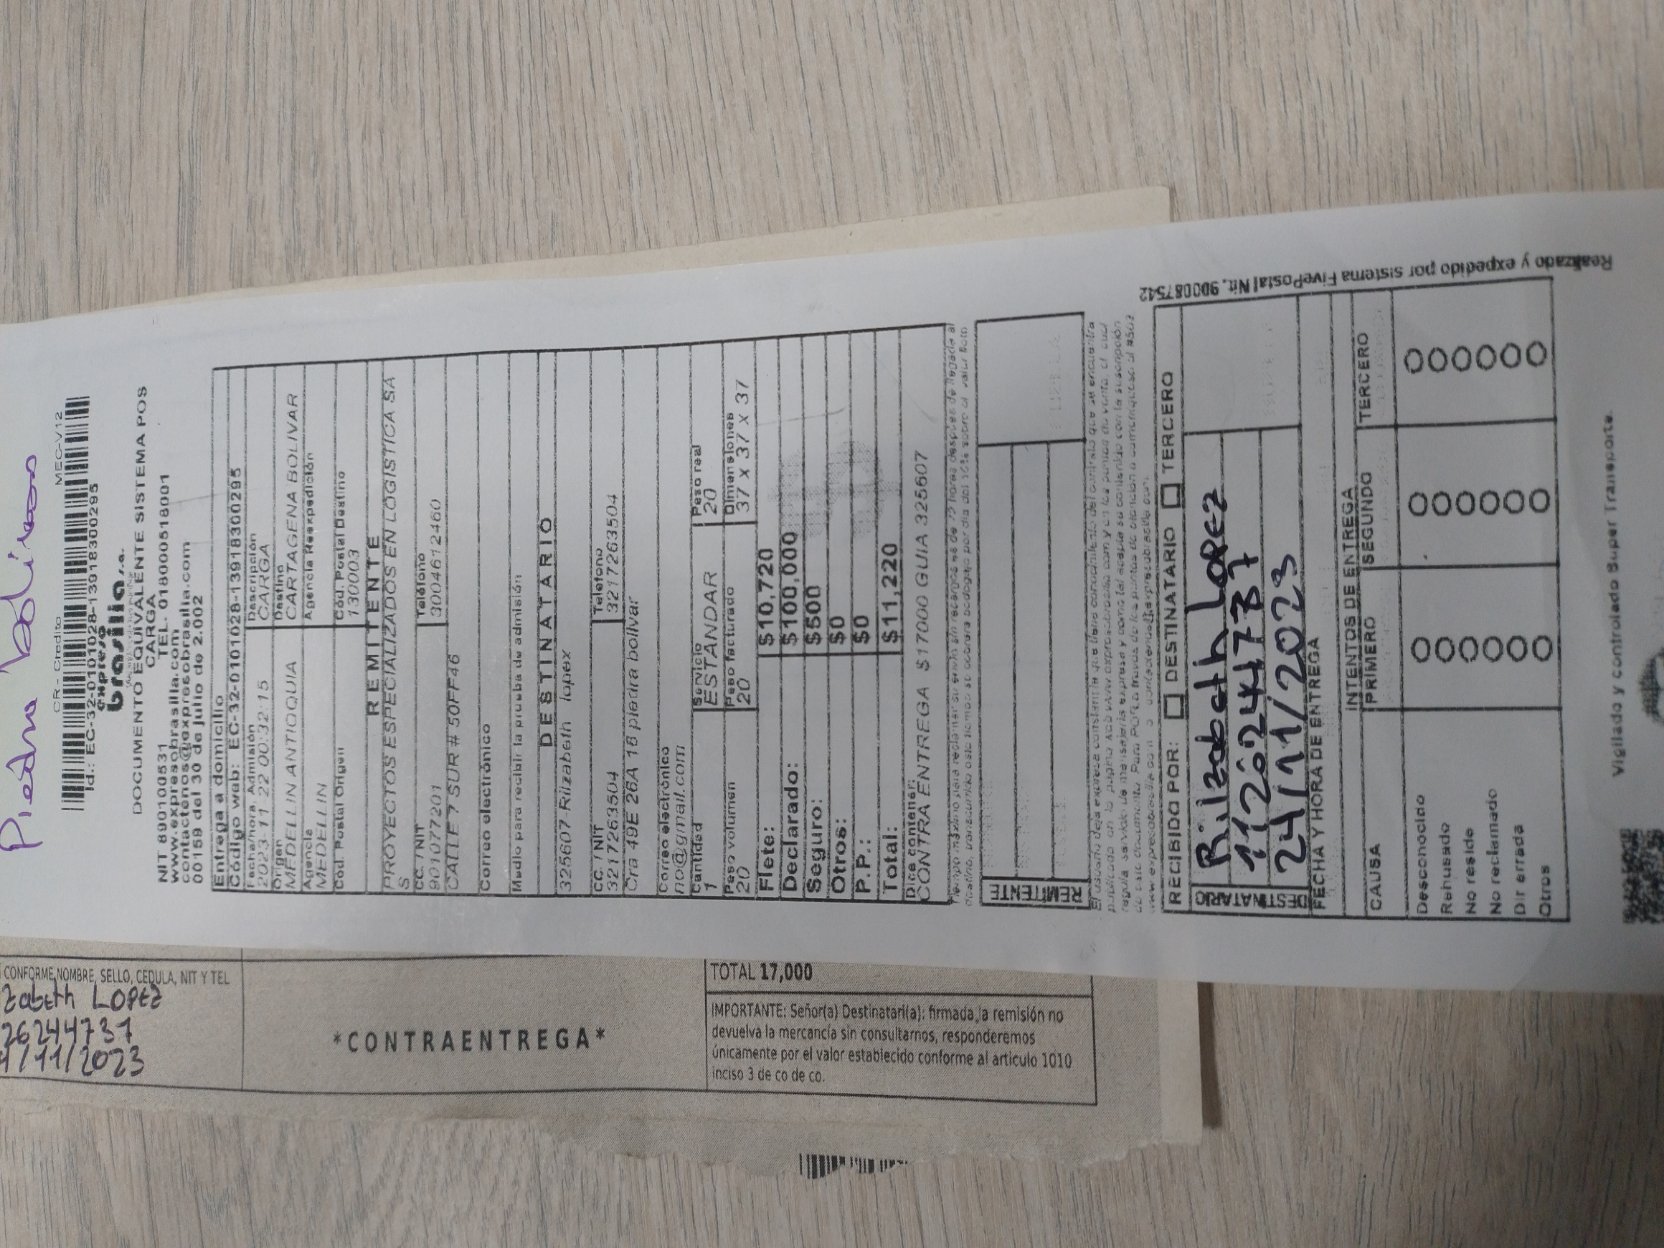 Piedra Bolivar
CR - Credito MEC-V12
Id.: EC-32-0101028-1391830029​5
expreso
brasilia s.a.
DOCUMENTO EQUIVALENTE SISTEMA POS
CARGA
NIT 890100531 TEL. 018000518001
www.expresobrasilia.com
contactenos@expresobrasilia.com
00159 del 30 de julio de 2.002
Entrega a domicilio
Código web: EC-32-0101028-13918300295
Fecha/hora Admisión Descripción
2023-11-22 00:32:15 CARGA
Origen Destino
MEDELLIN ANTIOQUIA CARTAGENA BOLIVAR
Agencia Agencia Reexpedición
MEDELLIN
Cód. Postal Origen Cód. Postal Destino
130003
REMITENTE
PROYECTOS ESPECIALIZADOS EN LOGISTICA SA
S
CC. / NIT Teléfono
901077201 3004612460
CALLE 7 SUR # 50FF46
Correo electrónico
Medio para recibir la prueba de admisión
DESTINATARIO
325607 Rilzabeth lopex
CC. / NIT Teléfono
3217263504 3217263504
Cra 49E 26A 16 piedra bolivar
Correo electrónico
no@gmail.com
Cantidad Servicio Peso real
1 ESTANDAR 20
Peso volumen Peso facturado Dimensiones
20 20 37 x 37 x 37
Flete: $10,720
Declarado: $100,000
Seguro: $500
Otros: $0
P.P.: $0
Total: $11,220
Dice contener:
CONTRA ENTREGA $17000 GUIA 325607
REMITENTE
RECIBIDO POR: DESTINATARIO TERCERO
DESTINATARIO
Rilzabeth Lopez
1126244737
24/11/2023
FECHA Y HORA DE ENTREGA
INTENTOS DE ENTREGA
CAUSA PRIMERO SEGUNDO TERCERO
Desconocido O O O
Rehusado O O O
No reside O O O
No reclamado O O O
Dir errada O O O
Otros O O O
Realizado y expedido por sistema FivePostal Nit. 900087542
Vigilado y controlado Super Transporte.
CONFORME, NOMBRE, SELLO, CEDULA, NIT Y TEL
zabeth LOPEZ
26244737
/11/2023
*CONTRAENTREGA*
TOTAL 17,000
IMPORTANTE: Señor(a) Destinatari(a): firmada la remisión no
devuelva la mercancía sin consultarnos, responderemos
únicamente por el valor establecido conforme al articulo 1010
inciso 3 de co de co.